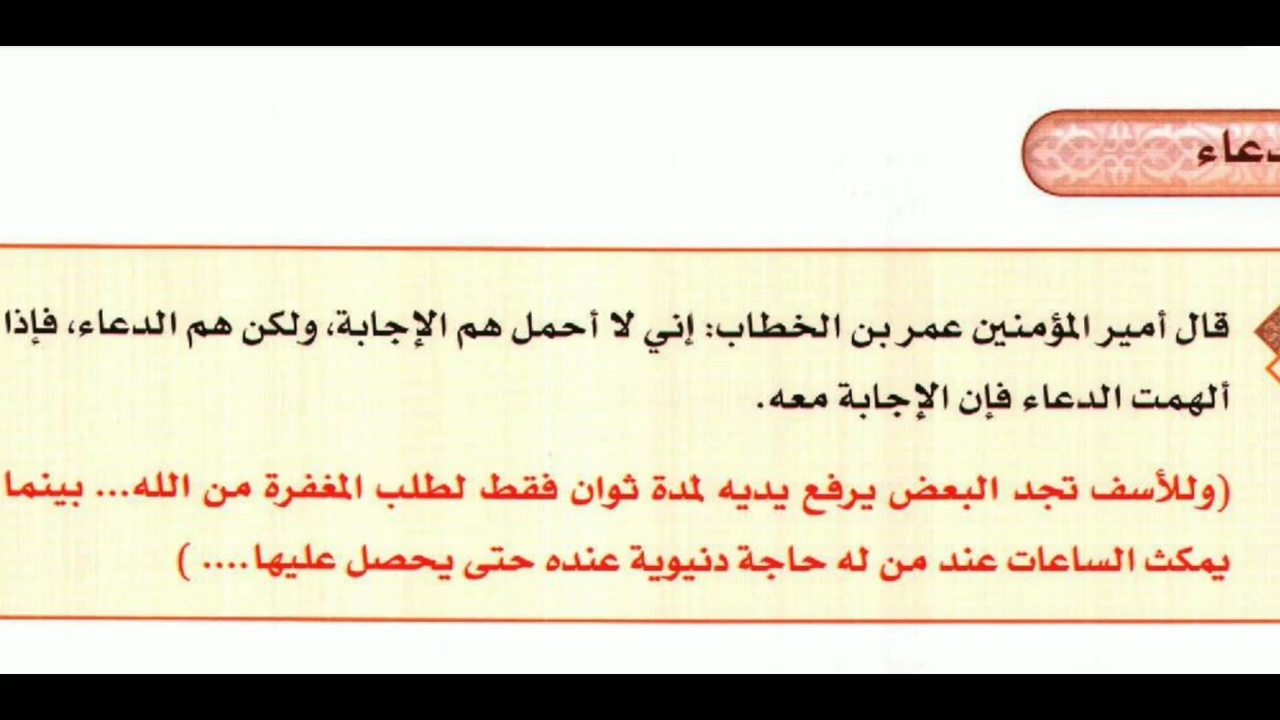 دعاء
قال أمير المؤمنين عمر بن الخطاب: إني لا أحمل هم الإجابة، ولكن هم الدعاء، فإذا
ألهمت الدعاء فإن الإجابة معه.
(وللأسف تجد البعض يرفع يديه لمدة ثوان فقط لطلب المغفرة من الله... بينما
يمكث الساعات عند من له حاجة دنيوية عنده حتى يحصل عليها.... )